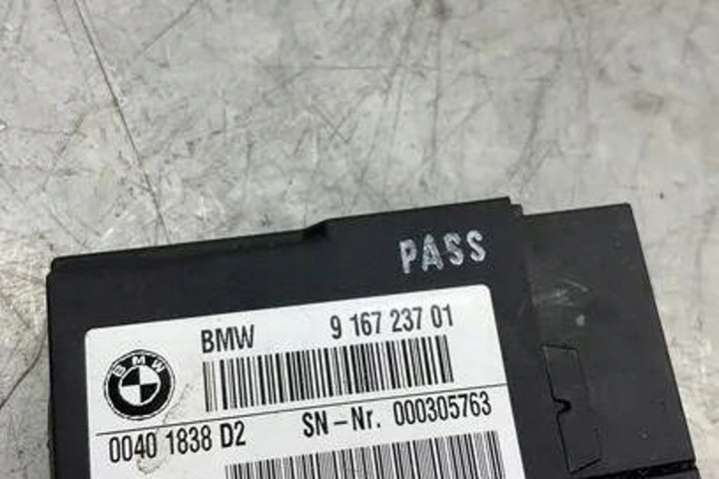 PASS
BMW 9 167 237 01
BMW
0040 1838 D2 SN-Nr. 000305763